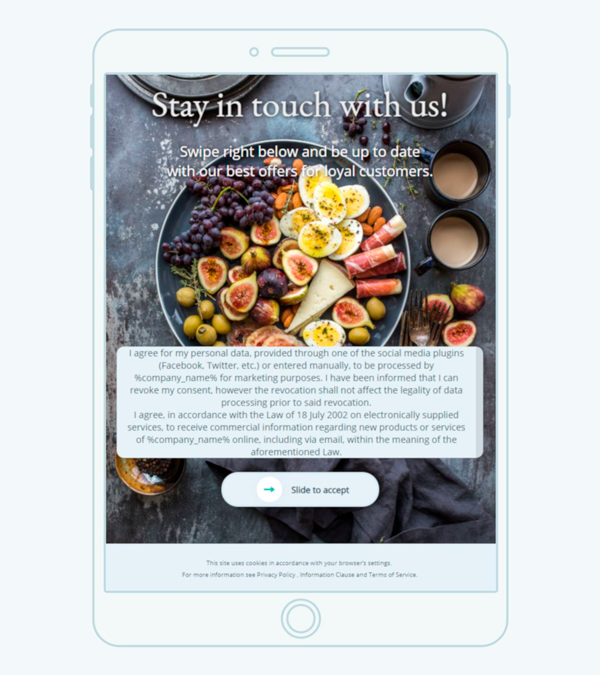 Stay in touch with us!
Swipe right below and be up to date
with our best offers for loyal customers.
I agree for my personal data, provided through one of the social media plugins
(Facebook, Twitter, etc.) or entered manually, to be processed by
%company_name% for marketing purposes. I have been informed that I can
revoke my consent, however the revocation shall not affect the legality of data
processing prior to said revocation.
I agree, in accordance with the Law of 18 July 2002 on electronically supplied
services, to receive commercial information regarding new products or services
of %company_name% online, including via email, within the meaning of the
aforementioned Law.
Slide to accept
This site uses cookies in accordance with your browser's settings.
For more information see Privacy Policy . Information Clause and Terms of Service.